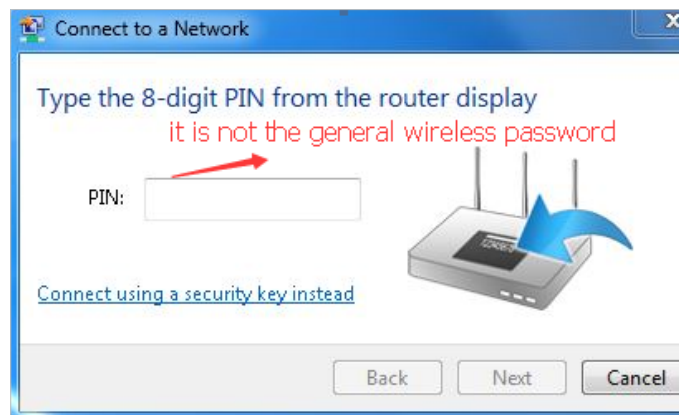 Connect to a Network
X
Type the 8-digit PIN from the router display
it is not the general wireless password
PIN:
12345670
Connect using a security key instead
Back
Next
Cancel